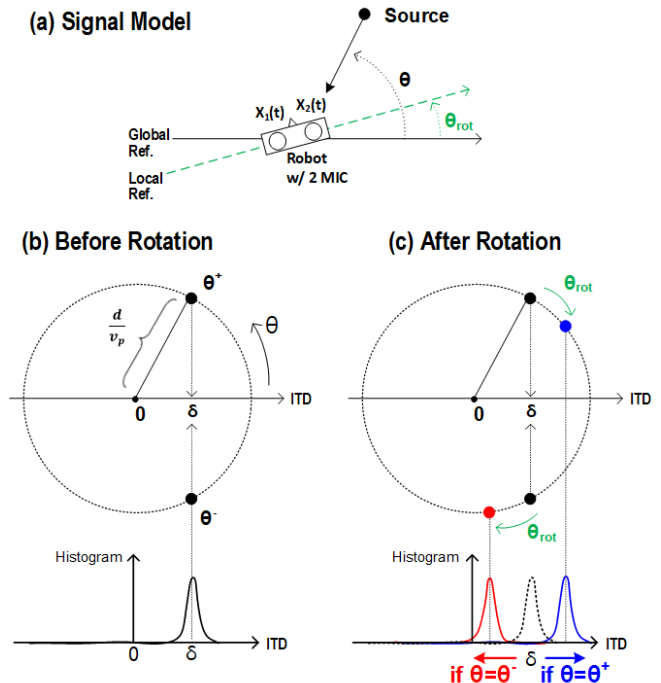 (a) Signal Model
Source
θ
X₁(t) X₂(t)
θrot
Global
Ref.
Robot
w/ 2 MIC
Local
Ref.
(b) Before Rotation
(c) After Rotation
θ⁺
θrot
d
vₚ
θ
0 δ ITD
0 δ ITD
θ⁻
θrot
Histogram
Histogram
0 δ ITD
δ ITD
if θ=θ⁻ if θ=θ⁺